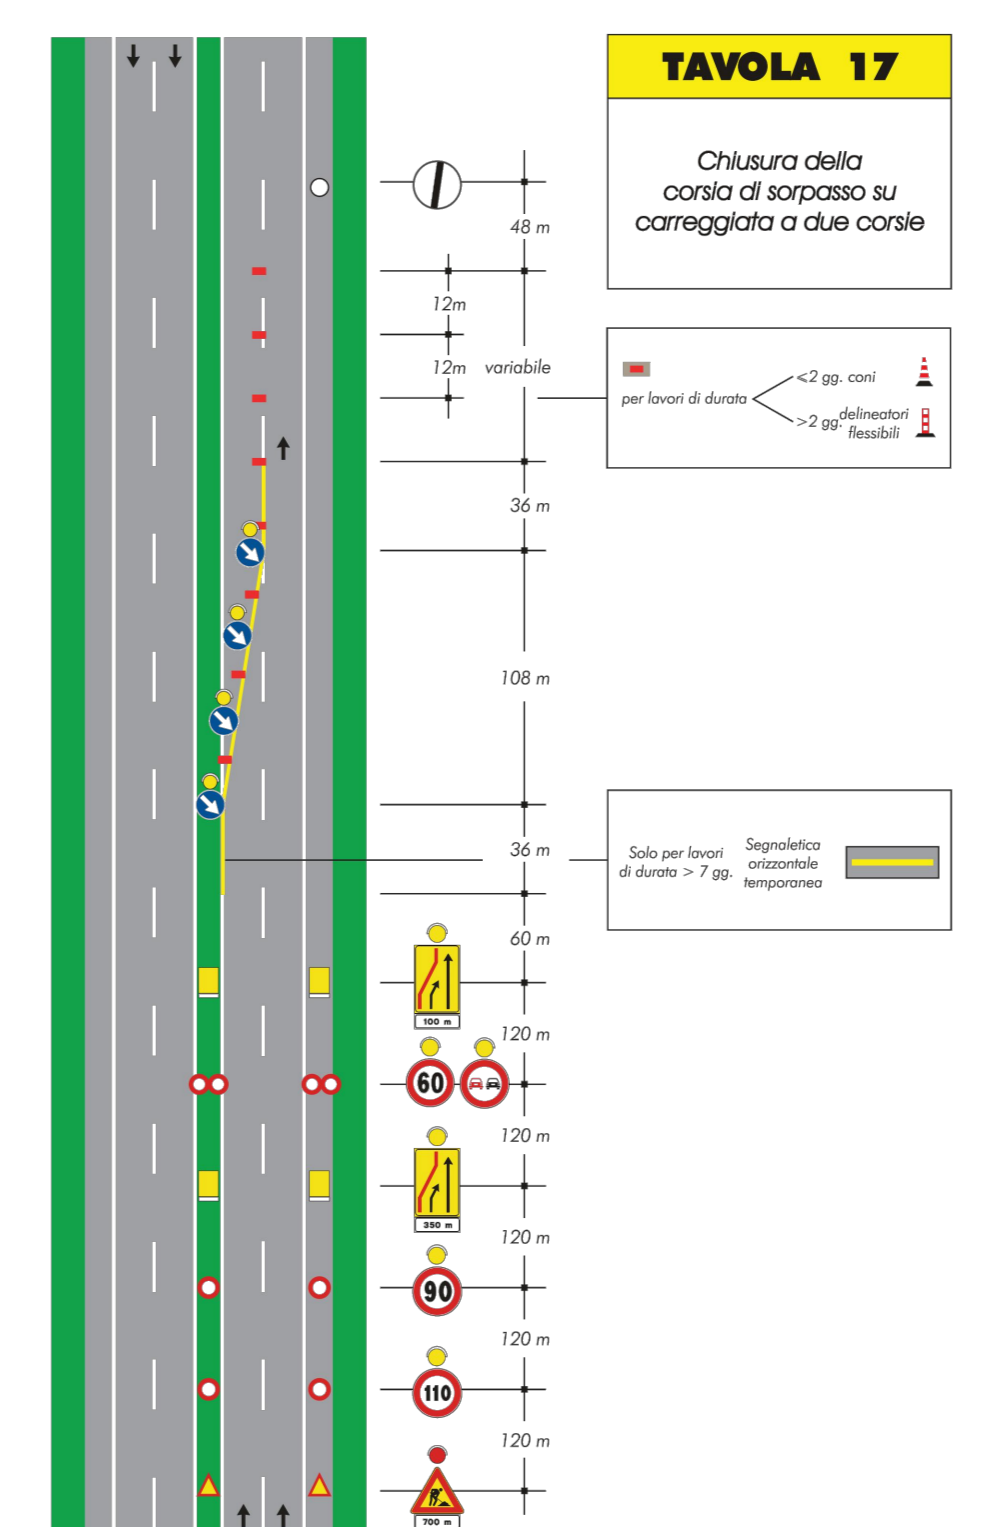 TAVOLA 17
Chiusura della
corsia di sorpasso su
carreggiata a due corsie
48 m
12m
12m
variabile
per lavori di durata
≤2 gg. coni
>2 gg. delineatori
flessibili
36 m
108 m
36 m
Solo per lavori
di durata > 7 gg.
Segnaletica
orizzontale
temporanea
60 m
100 m
120 m
60
120 m
350 m
120 m
90
120 m
110
120 m
700 m